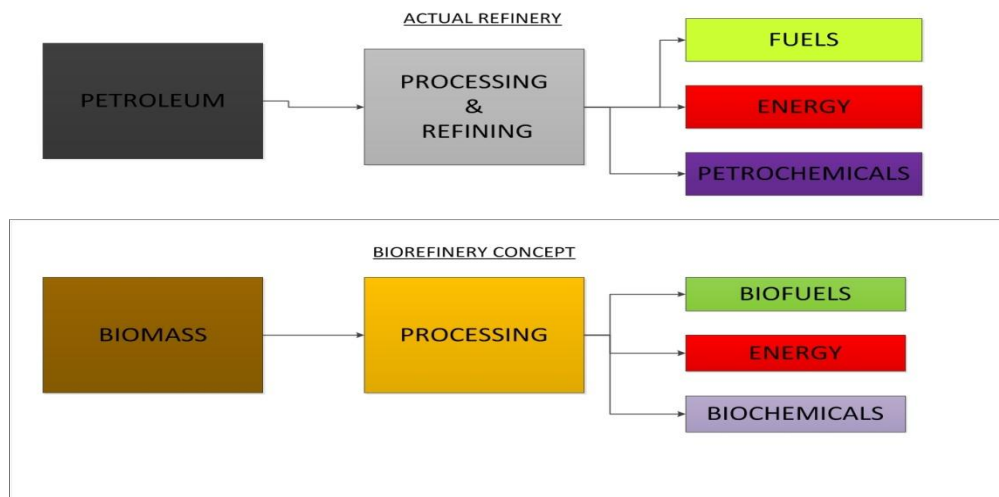 ACTUAL REFINERY
PETROLEUM
PROCESSING
&
REFINING
FUELS
ENERGY
PETROCHEMICALS
BIOREFINERY CONCEPT
BIOMASS
PROCESSING
BIOFUELS
ENERGY
BIOCHEMICALS